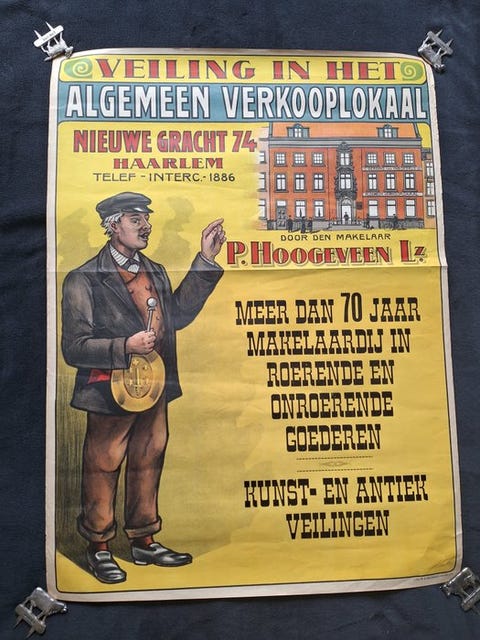 VEILING IN HET
ALGEMEEN VERKOOPLOKAAL
NIEUWE GRACHT 74
HAARLEM
TELEF - INTERC. - 1886
DOOR DEN MAKELAAR
P. HOOGEVEEN Lz.
MEER DAN 70 JAAR
MAKELAARDIJ IN
ROERENDE EN
ONROERENDE
GOEDEREN
KUNST- EN ANTIEK
VEILINGEN